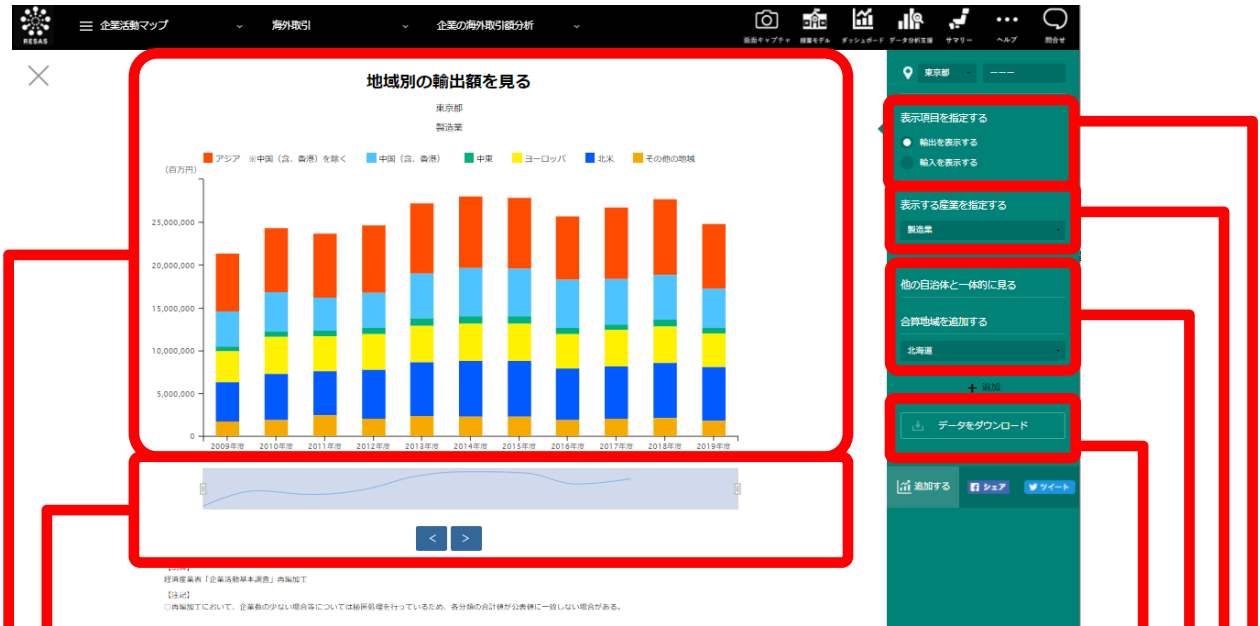 RESAS
企業活動マップ
海外取引
企業の海外取引額分析
画面キャプチャ
授業モデル
ダッシュボード
データ分析支援
サマリー
ヘルプ
問合せ
地域別の輸出額を見る
東京都
製造業
アジア ※中国（含、香港）を除く
中国（含、香港）
中東
ヨーロッパ
北米
その他の地域
(百万円)
25,000,000
20,000,000
15,000,000
10,000,000
5,000,000
0
2009年度 2010年度 2011年度 2012年度 2013年度 2014年度 2015年度 2016年度 2017年度 2018年度 2019年度
< >
経済産業省「企業活動基本調査」再編加工
【注記】
○再編加工において、企業数の少ない場合等については秘匿処理を行っているため、各分類の合計値が公表値に一致しない場合がある。
東京都 ---
表示項目を指定する
輸出を表示する
輸入を表示する
表示する産業を指定する
製造業
他の自治体と一体的に見る
合算地域を追加する
北海道
+ 追加
データをダウンロード
追加する
シェア
ツイート